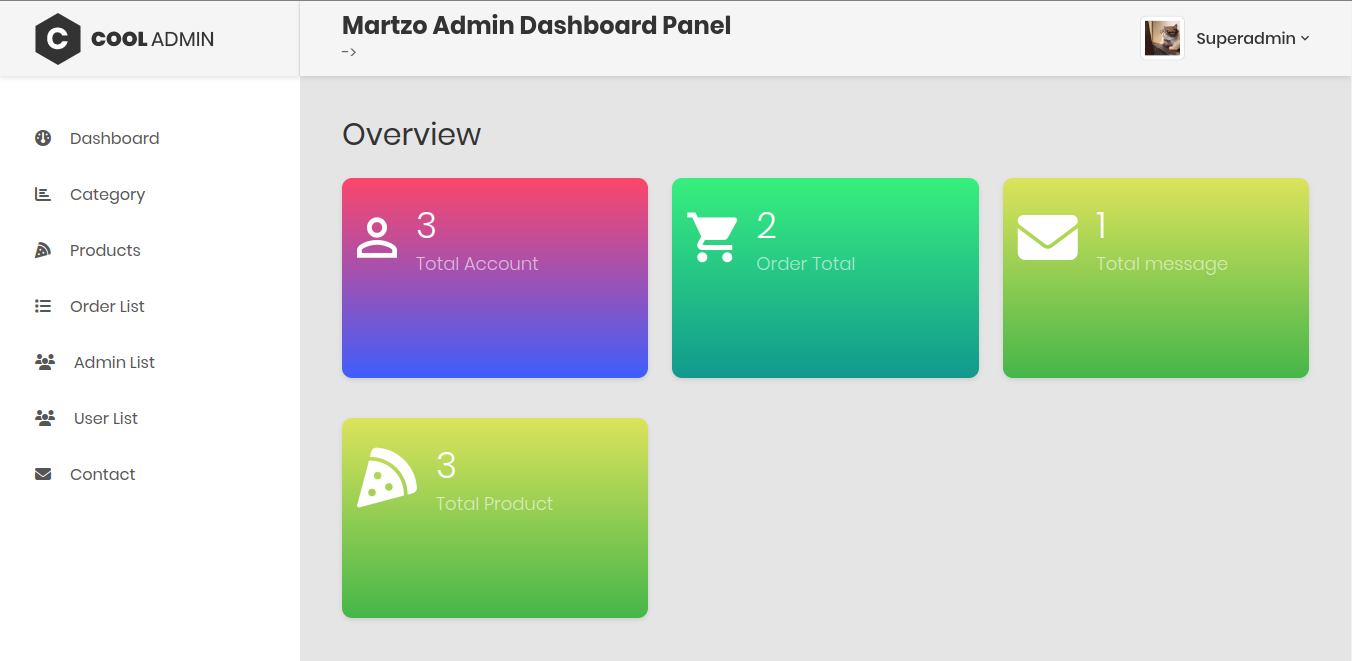 C COOL ADMIN
Martzo Admin Dashboard Panel
->
Superadmin
Dashboard
Category
Products
Order List
Admin List
User List
Contact
Overview
3
Total Account
2
Order Total
1
Total message
3
Total Product